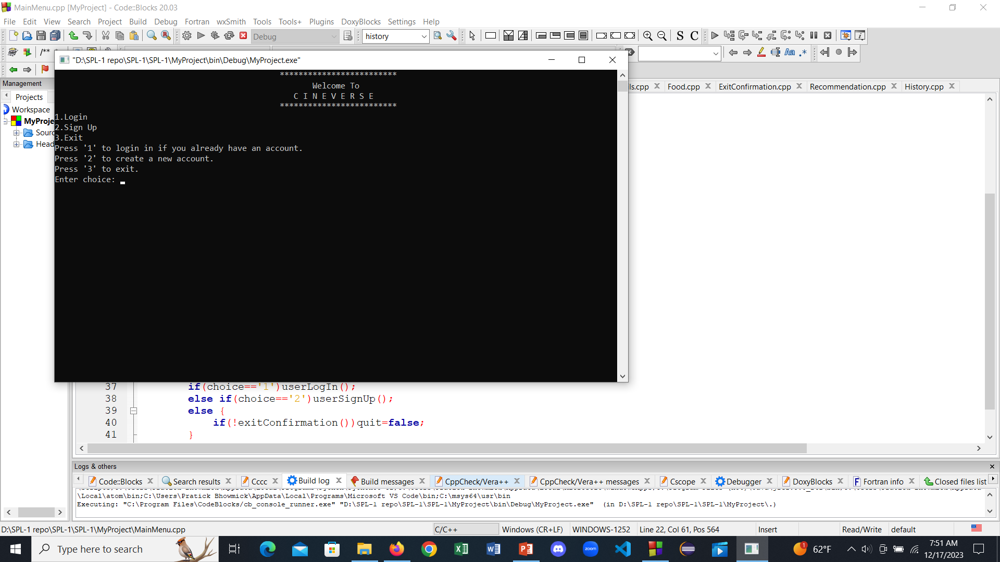 MainMenu.cpp [MyProject] - Code::Blocks 20.03
File Edit View Search Project Build Debug Fortran wxSmith Tools Tools+ Plugins DoxyBlocks Settings Help
Debug
history
S C
/**
"D:\SPL-1 repo\SPL-1\SPL-1\MyProject\bin\Debug\MyProject.exe"
Management
Projects
Workspace
MyProje
Sourc
Head
ls.cpp Food.cpp ExitConfirmation.cpp Recommendation.cpp History.cpp
*************************
Welcome To
C I N E V E R S E
*************************
1.Login
2.Sign Up
3.Exit
Press '1' to login in if you already have an account.
Press '2' to create a new account.
Press '3' to exit.
Enter choice:
37 if(choice=='1')userLogIn();
38 else if(choice=='2')userSignUp();
39 else {
40 if(!exitConfirmation())quit=false;
41 }
Logs & others
Code::Blocks Search results Cccc Build log Build messages CppCheck/Vera++ CppCheck/Vera++ messages Cscope Debugger DoxyBlocks Fortran info Closed files list
\Local\atom\bin;C:\Users\Pratick Bhowmick\AppData\Local\Programs\Microsoft VS Code\bin;C:\msys64\usr\bin
Executing: "C:\Program Files\CodeBlocks/cb_console_runner.exe" "D:\SPL-1 repo\SPL-1\SPL-1\MyProject\bin\Debug\MyProject.exe" (in D:\SPL-1 repo\SPL-1\SPL-1\MyProject\.)
D:\SPL-1 repo\SPL-1\SPL-1\MyProject\MainMenu.cpp C/C++ Windows (CR+LF) WINDOWS-1252 Line 22, Col 61, Pos 564 Insert Read/Write default
Type here to search
zoom
1
62°F
7:51 AM
12/17/2023